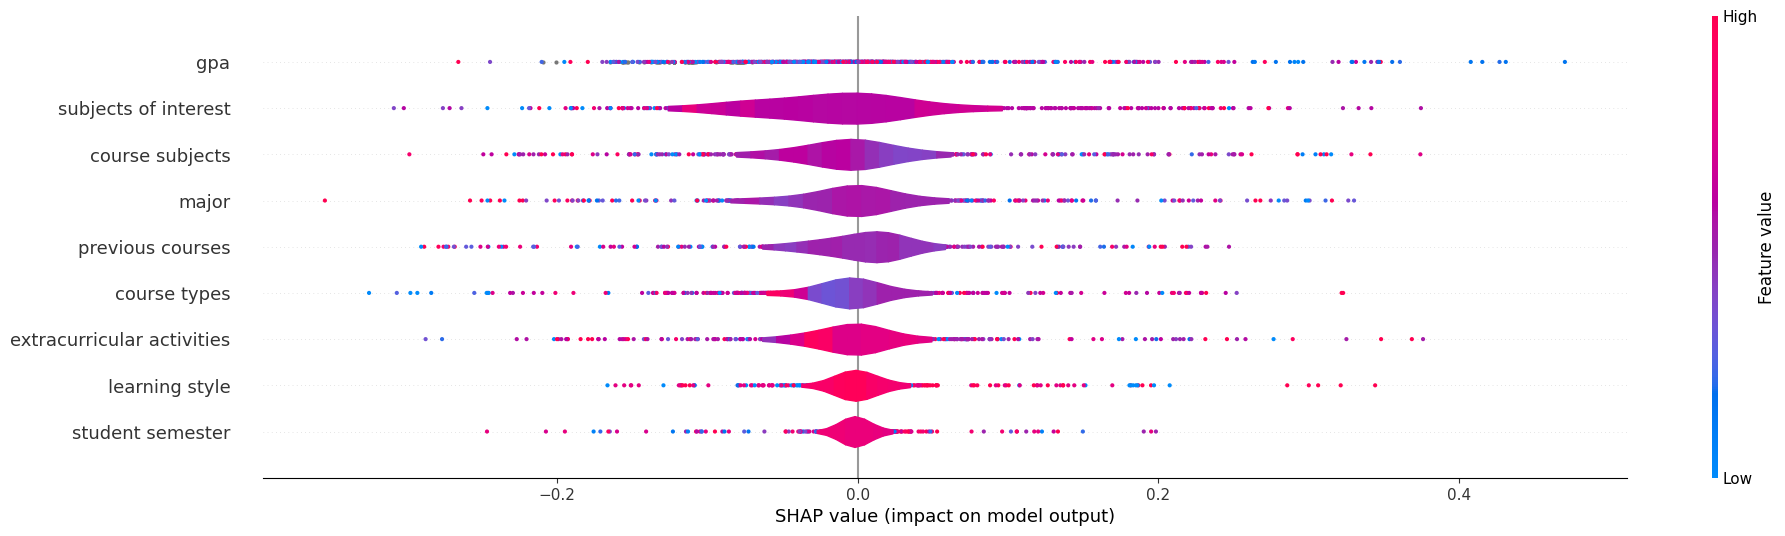 High
gpa
subjects of interest
course subjects
major
previous courses
course types
extracurricular activities
learning style
student semester
Feature value
Low
−0.2
0.0
0.2
0.4
SHAP value (impact on model output)